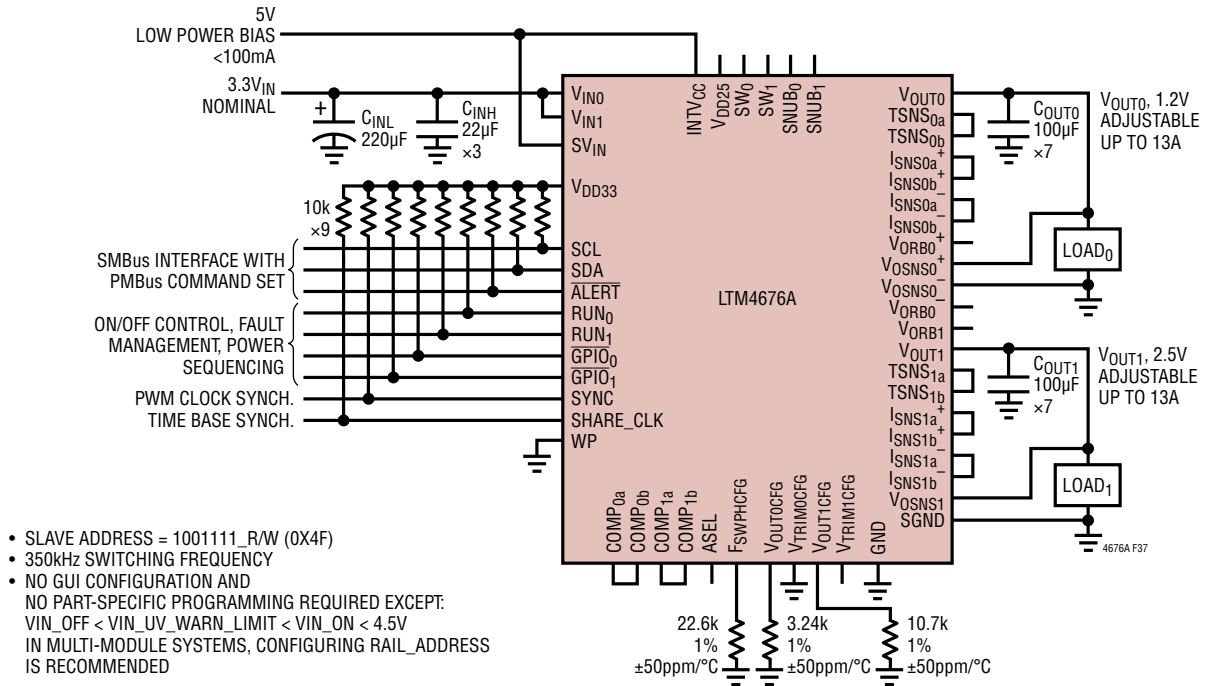 5V
LOW POWER BIAS
<100mA
3.3VIN
NOMINAL
+
CINL
220µF
CINH
22µF
×3
10k
×9
SMBus INTERFACE WITH
PMBus COMMAND SET
ON/OFF CONTROL, FAULT
MANAGEMENT, POWER
SEQUENCING
PWM CLOCK SYNCH.
TIME BASE SYNCH.
VIN0
VIN1
SVIN
VDD33
SCL
SDA
ALERT
RUN0
RUN1
GPIO0
GPIO1
SYNC
SHARE_CLK
WP
INTVCC
VDD25
SW0
SW1
SNUB0
SNUB1
LTM4676A
VOUT0
TSNS0a
TSNS0b
ISNS0a+
ISNS0b+
ISNS0a–
ISNS0b–
VORB0+
VOSNS0+
VOSNS0–
VORB0–
VORB1
VOUT1
TSNS1a
TSNS1b
ISNS1a+
ISNS1b+
ISNS1a–
ISNS1b–
VOSNS1
SGND
COMP0a
COMP0b
COMP1a
COMP1b
ASEL
FSWPHCFG
VOUT0CFG
VTRIM0CFG
VOUT1CFG
VTRIM1CFG
GND
COUT0
100µF
×7
VOUT0, 1.2V
ADJUSTABLE
UP TO 13A
LOAD0
COUT1
100µF
×7
VOUT1, 2.5V
ADJUSTABLE
UP TO 13A
LOAD1
4676A F37
22.6k
1%
±50ppm/°C
3.24k
1%
±50ppm/°C
10.7k
1%
±50ppm/°C
• SLAVE ADDRESS = 1001111_R/W (0X4F)
• 350kHz SWITCHING FREQUENCY
• NO GUI CONFIGURATION AND
NO PART-SPECIFIC PROGRAMMING REQUIRED EXCEPT:
VIN_OFF < VIN_UV_WARN_LIMIT < VIN_ON < 4.5V
IN MULTI-MODULE SYSTEMS, CONFIGURING RAIL_ADDRESS
IS RECOMMENDED